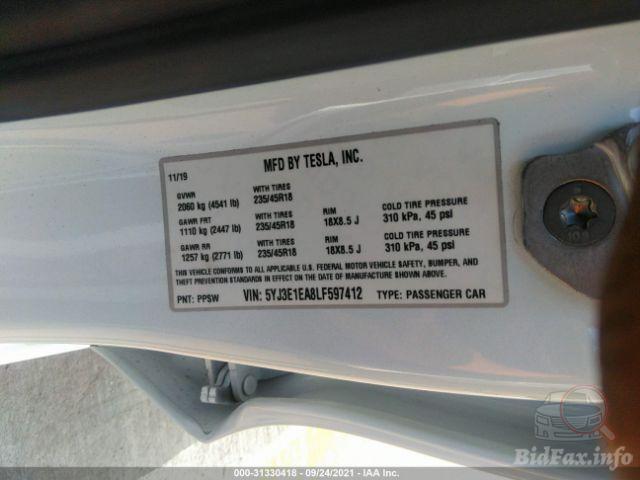 MFD BY TESLA, INC.
11/19
GVWR WITH TIRES
2060 kg (4541 lb) 235/45R18
GAWR FRT WITH TIRES RIM COLD TIRE PRESSURE
1110 kg (2447 lb) 235/45R18 18X8.5 J 310 kPa, 45 psi
GAWR RR WITH TIRES RIM COLD TIRE PRESSURE
1257 kg (2771 lb) 235/45R18 18X8.5 J 310 kPa, 45 psi
THIS VEHICLE CONFORMS TO ALL APPLICABLE U.S. FEDERAL MOTOR VEHICLE SAFETY, BUMPER, AND
THEFT PREVENTION STANDARDS IN EFFECT ON THE DATE OF MANUFACTURE SHOWN ABOVE.
PNT: PPSW VIN: 5YJ3E1EA8LF597412 TYPE: PASSENGER CAR
BidFax.info
000-31330418 - 09/24/2021 - IAA Inc.